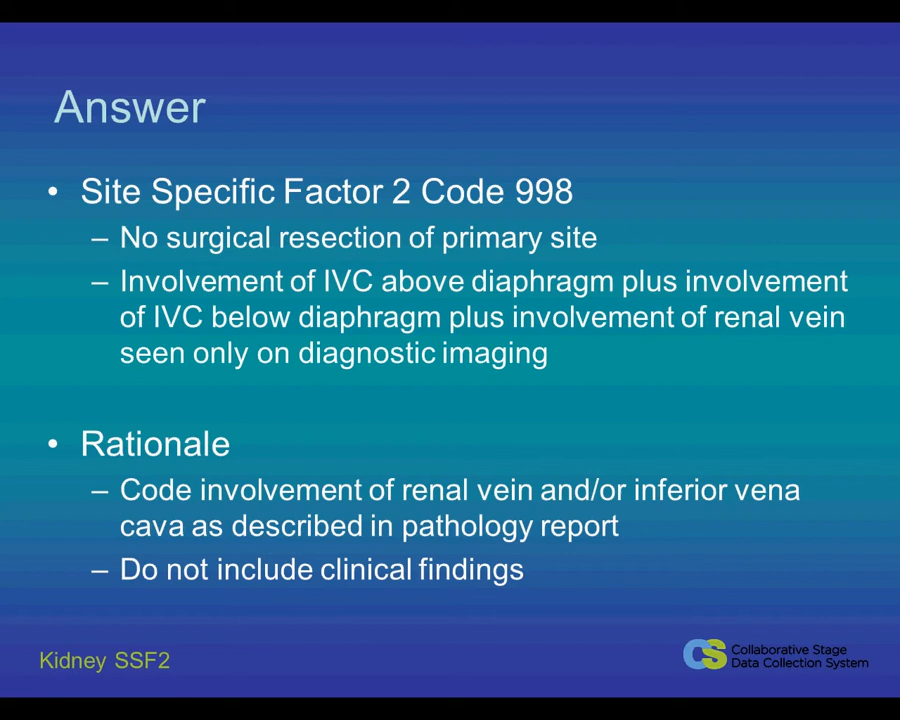 Answer
• Site Specific Factor 2 Code 998
– No surgical resection of primary site
– Involvement of IVC above diaphragm plus involvement
of IVC below diaphragm plus involvement of renal vein
seen only on diagnostic imaging
• Rationale
– Code involvement of renal vein and/or inferior vena
cava as described in pathology report
– Do not include clinical findings
Kidney SSF2
CS Collaborative Stage
Data Collection System